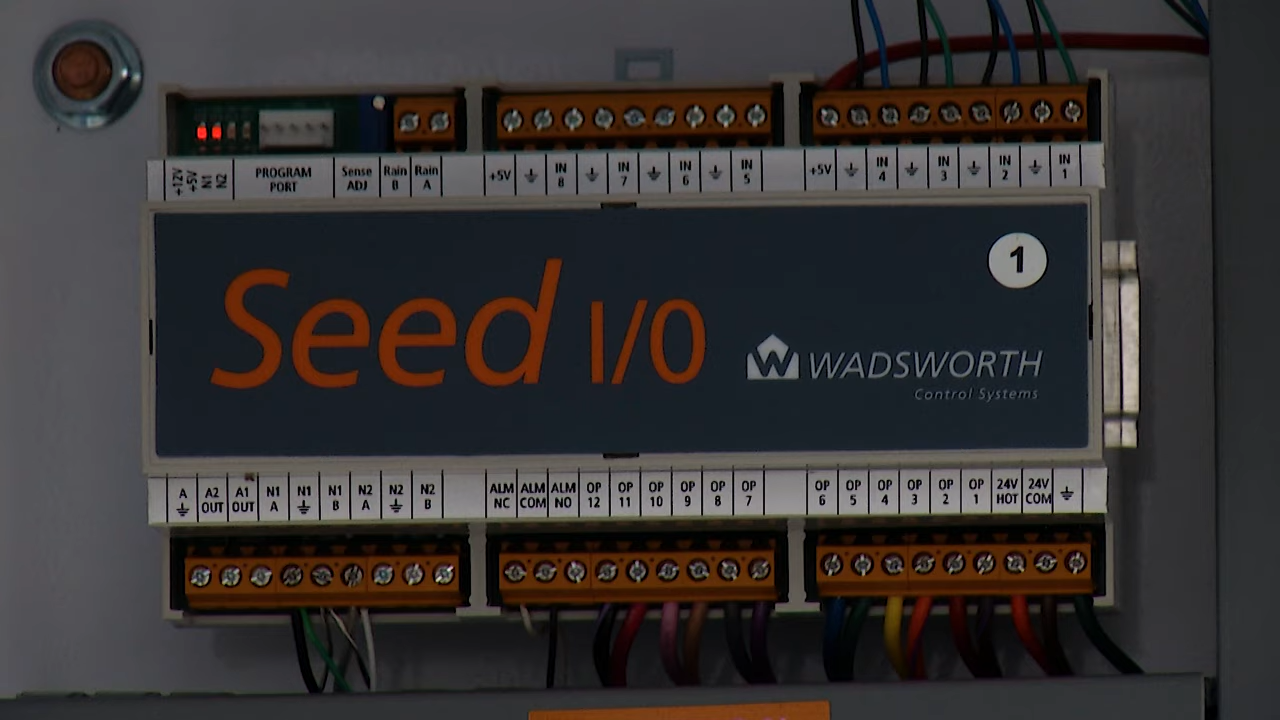 +12V +5V N1 N2 PROGRAM PORT Sense ADJ Rain B Rain A +5V IN 8 IN 7 IN 6 IN 5 +5V IN 4 IN 3 IN 2 IN 1
1
Seed I/O
WADSWORTH
Control Systems
A A2 OUT A1 OUT N1 A N1 N1 B N2 A N2 N2 B ALM NC ALM COM ALM NO OP 12 OP 11 OP 10 OP 9 OP 8 OP 7 OP 6 OP 5 OP 4 OP 3 OP 2 OP 1 24V HOT 24V COM